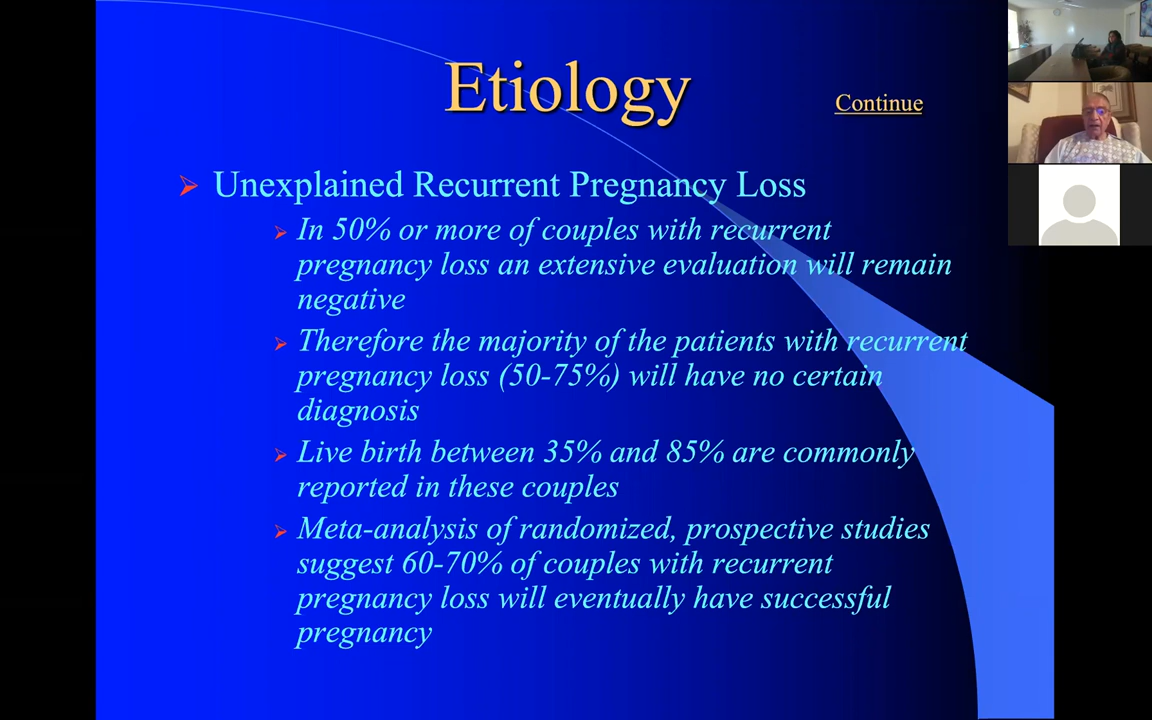 Etiology
Continue
Unexplained Recurrent Pregnancy Loss
In 50% or more of couples with recurrent
pregnancy loss an extensive evaluation will remain
negative
Therefore the majority of the patients with recurrent
pregnancy loss (50-75%) will have no certain
diagnosis
Live birth between 35% and 85% are commonly
reported in these couples
Meta-analysis of randomized, prospective studies
suggest 60-70% of couples with recurrent
pregnancy loss will eventually have successful
pregnancy